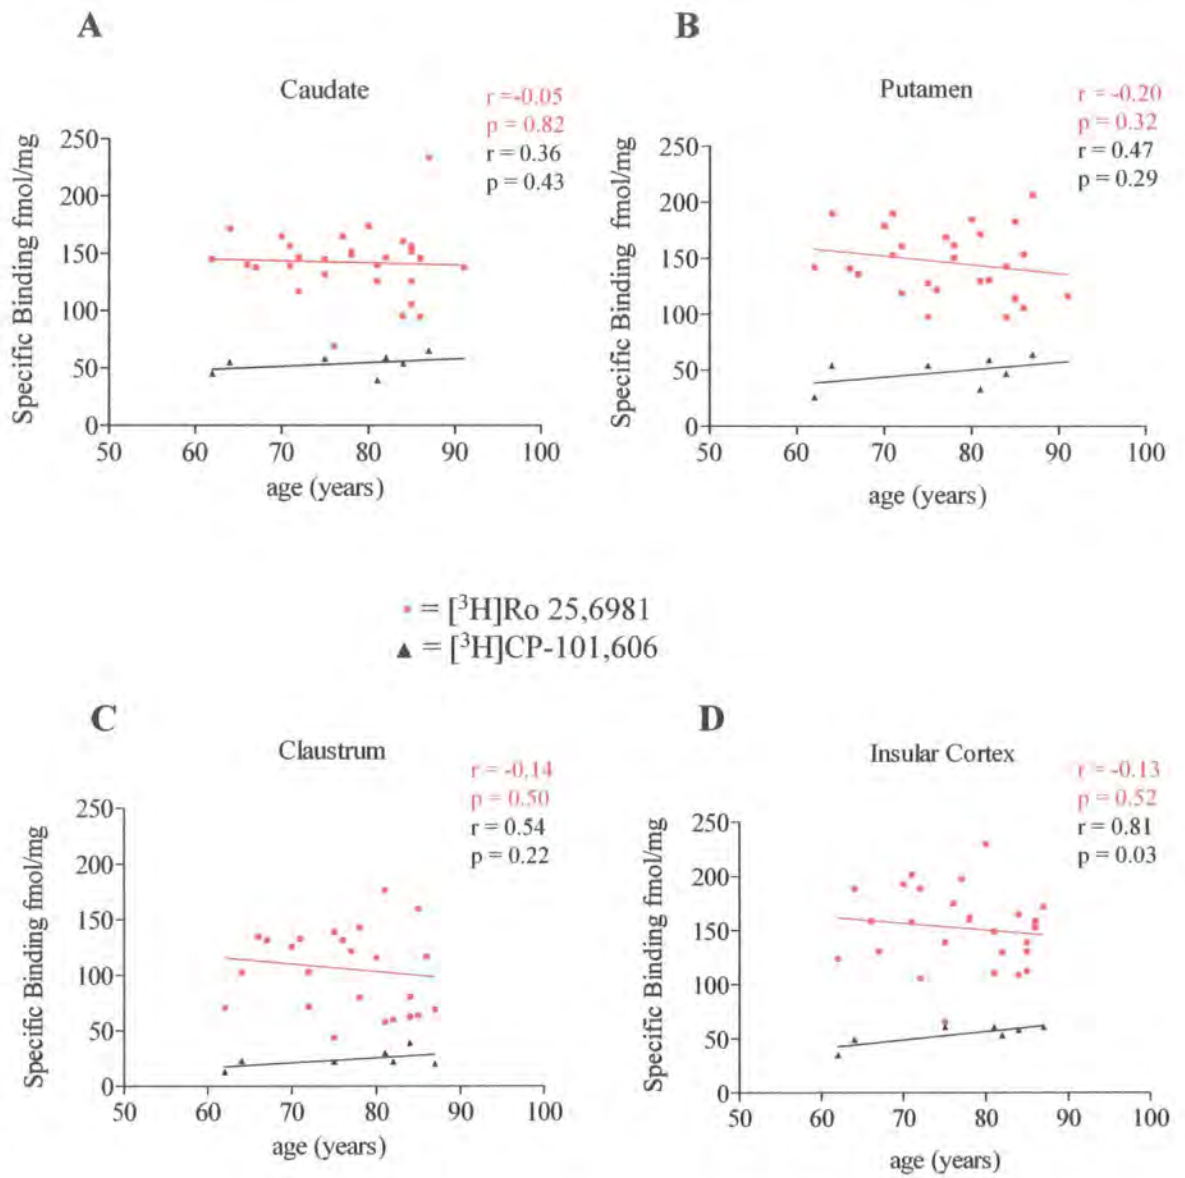 A
Caudate
r =-0.05
p = 0.82
r = 0.36
p = 0.43
Specific Binding fmol/mg
250
200
150
100
50
0
50 60 70 80 90 100
age (years)
B
Putamen
r = -0.20
p = 0.32
r = 0.47
p = 0.29
Specific Binding fmol/mg
250
200
150
100
50
0
50 60 70 80 90 100
age (years)
= [³H]Ro 25,6981
= [³H]CP-101,606
C
Claustrum
r = -0.14
p = 0.50
r = 0.54
p = 0.22
Specific Binding fmol/mg
250
200
150
100
50
0
50 60 70 80 90 100
age (years)
D
Insular Cortex
r = -0.13
p = 0.52
r = 0.81
p = 0.03
Specific Binding fmol/mg
250
200
150
100
50
0
50 60 70 80 90 100
age (years)